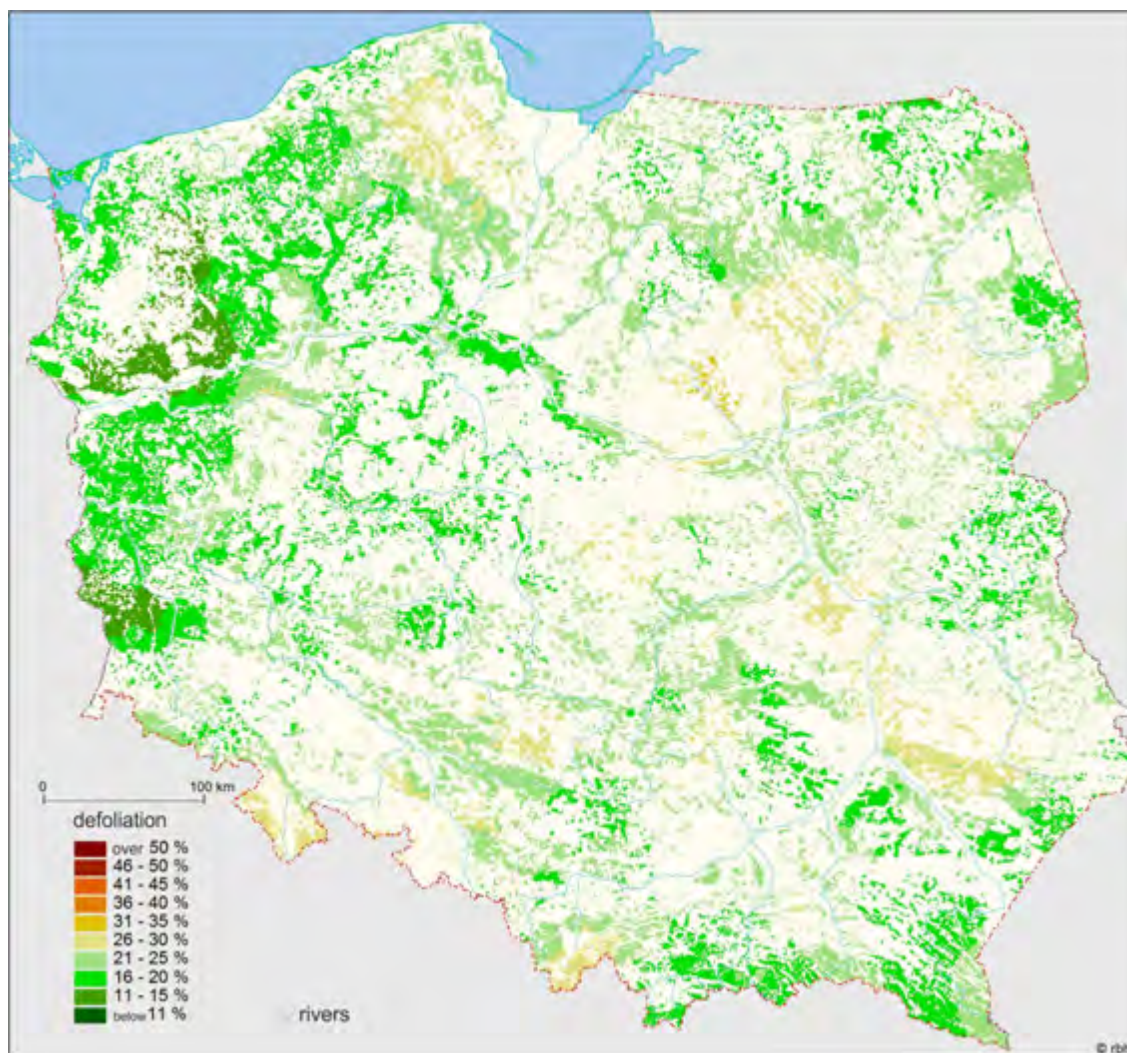 0 100 km
defoliation
over 50 %
46 - 50 %
41 - 45 %
36 - 40 %
31 - 35 %
26 - 30 %
21 - 25 %
16 - 20 %
11 - 15 %
below 11 %
rivers